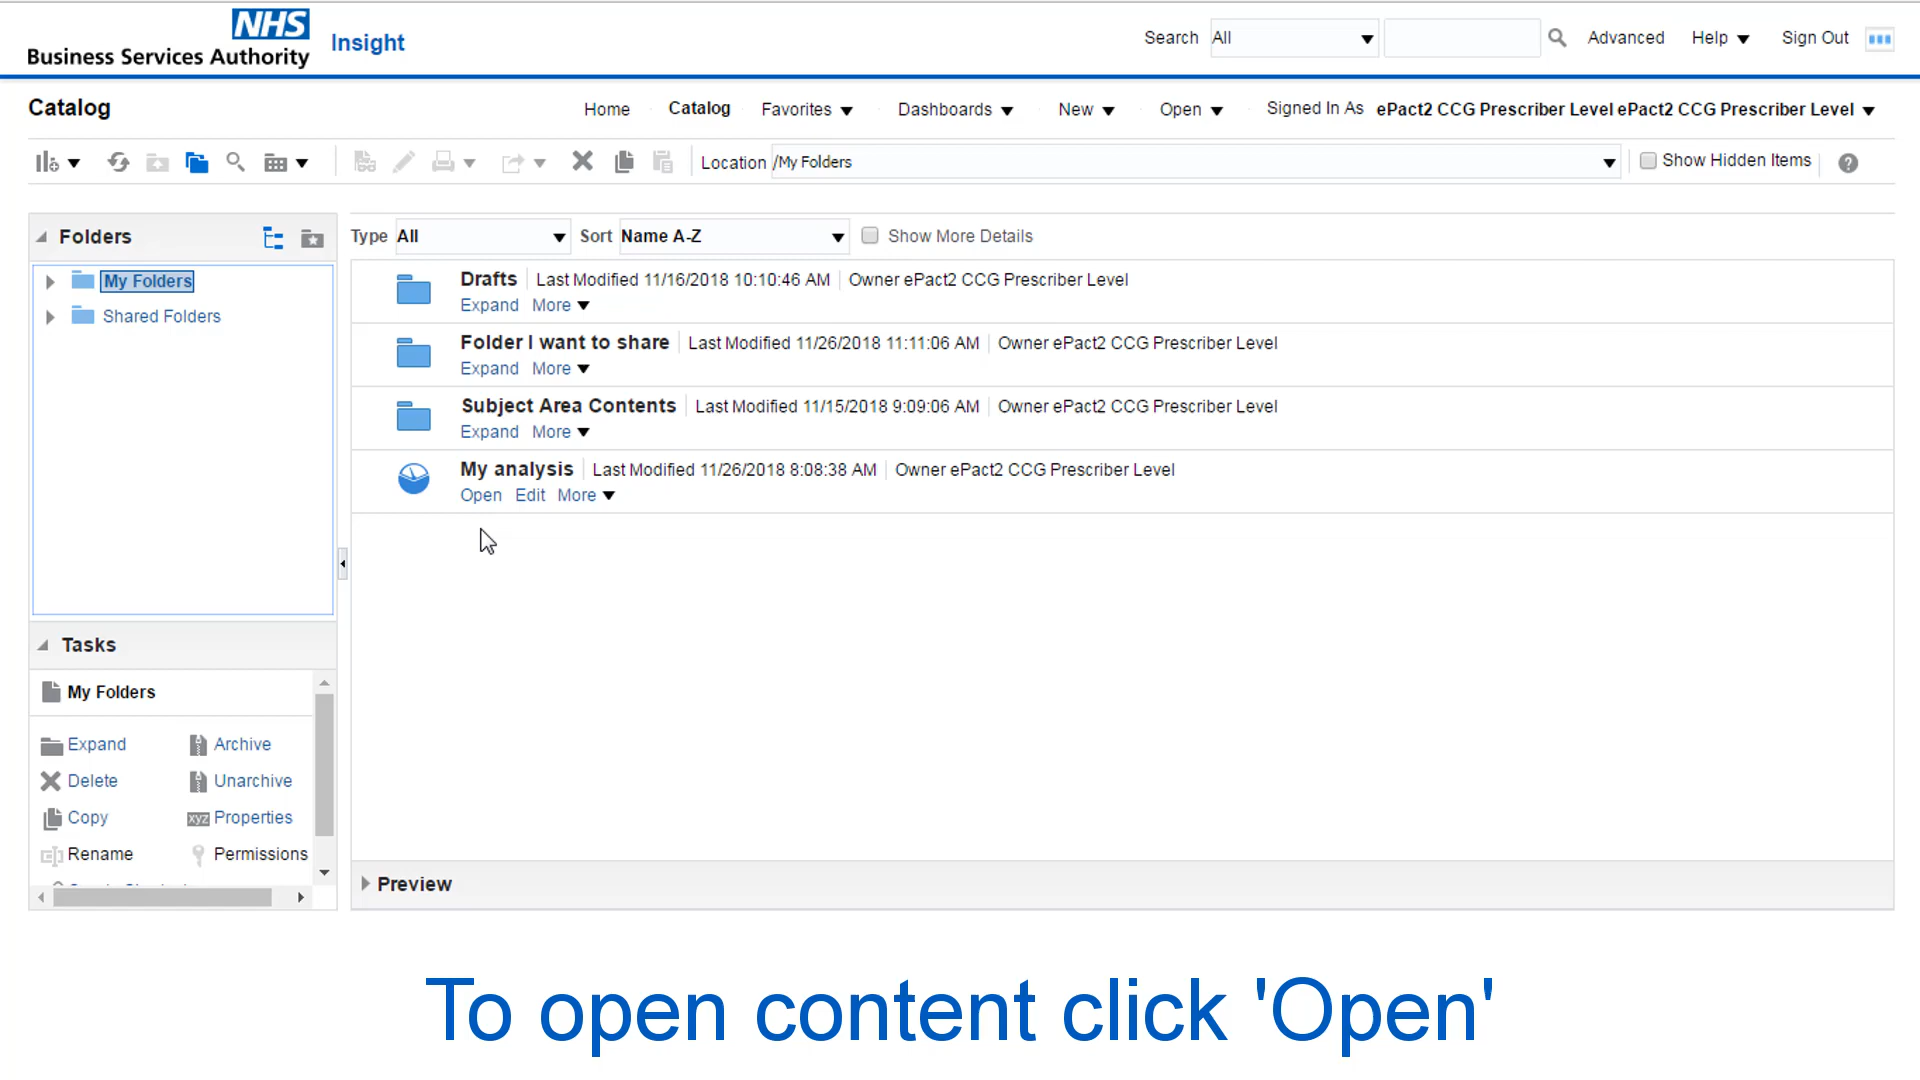 NHS
Business Services Authority
Insight
Search All
Advanced
Help
Sign Out
Catalog
Home
Catalog
Favorites
Dashboards
New
Open
Signed In As ePact2 CCG Prescriber Level ePact2 CCG Prescriber Level
Location /My Folders
Show Hidden Items
Folders
My Folders
Shared Folders
Type All
Sort Name A-Z
Show More Details
Drafts Last Modified 11/16/2018 10:10:46 AM Owner ePact2 CCG Prescriber Level
Expand More
Folder I want to share Last Modified 11/26/2018 11:11:06 AM Owner ePact2 CCG Prescriber Level
Expand More
Subject Area Contents Last Modified 11/15/2018 9:09:06 AM Owner ePact2 CCG Prescriber Level
Expand More
My analysis Last Modified 11/26/2018 8:08:38 AM Owner ePact2 CCG Prescriber Level
Open Edit More
Tasks
My Folders
Expand Archive
Delete Unarchive
Copy xyz Properties
Rename Permissions
Preview
To open content click 'Open'